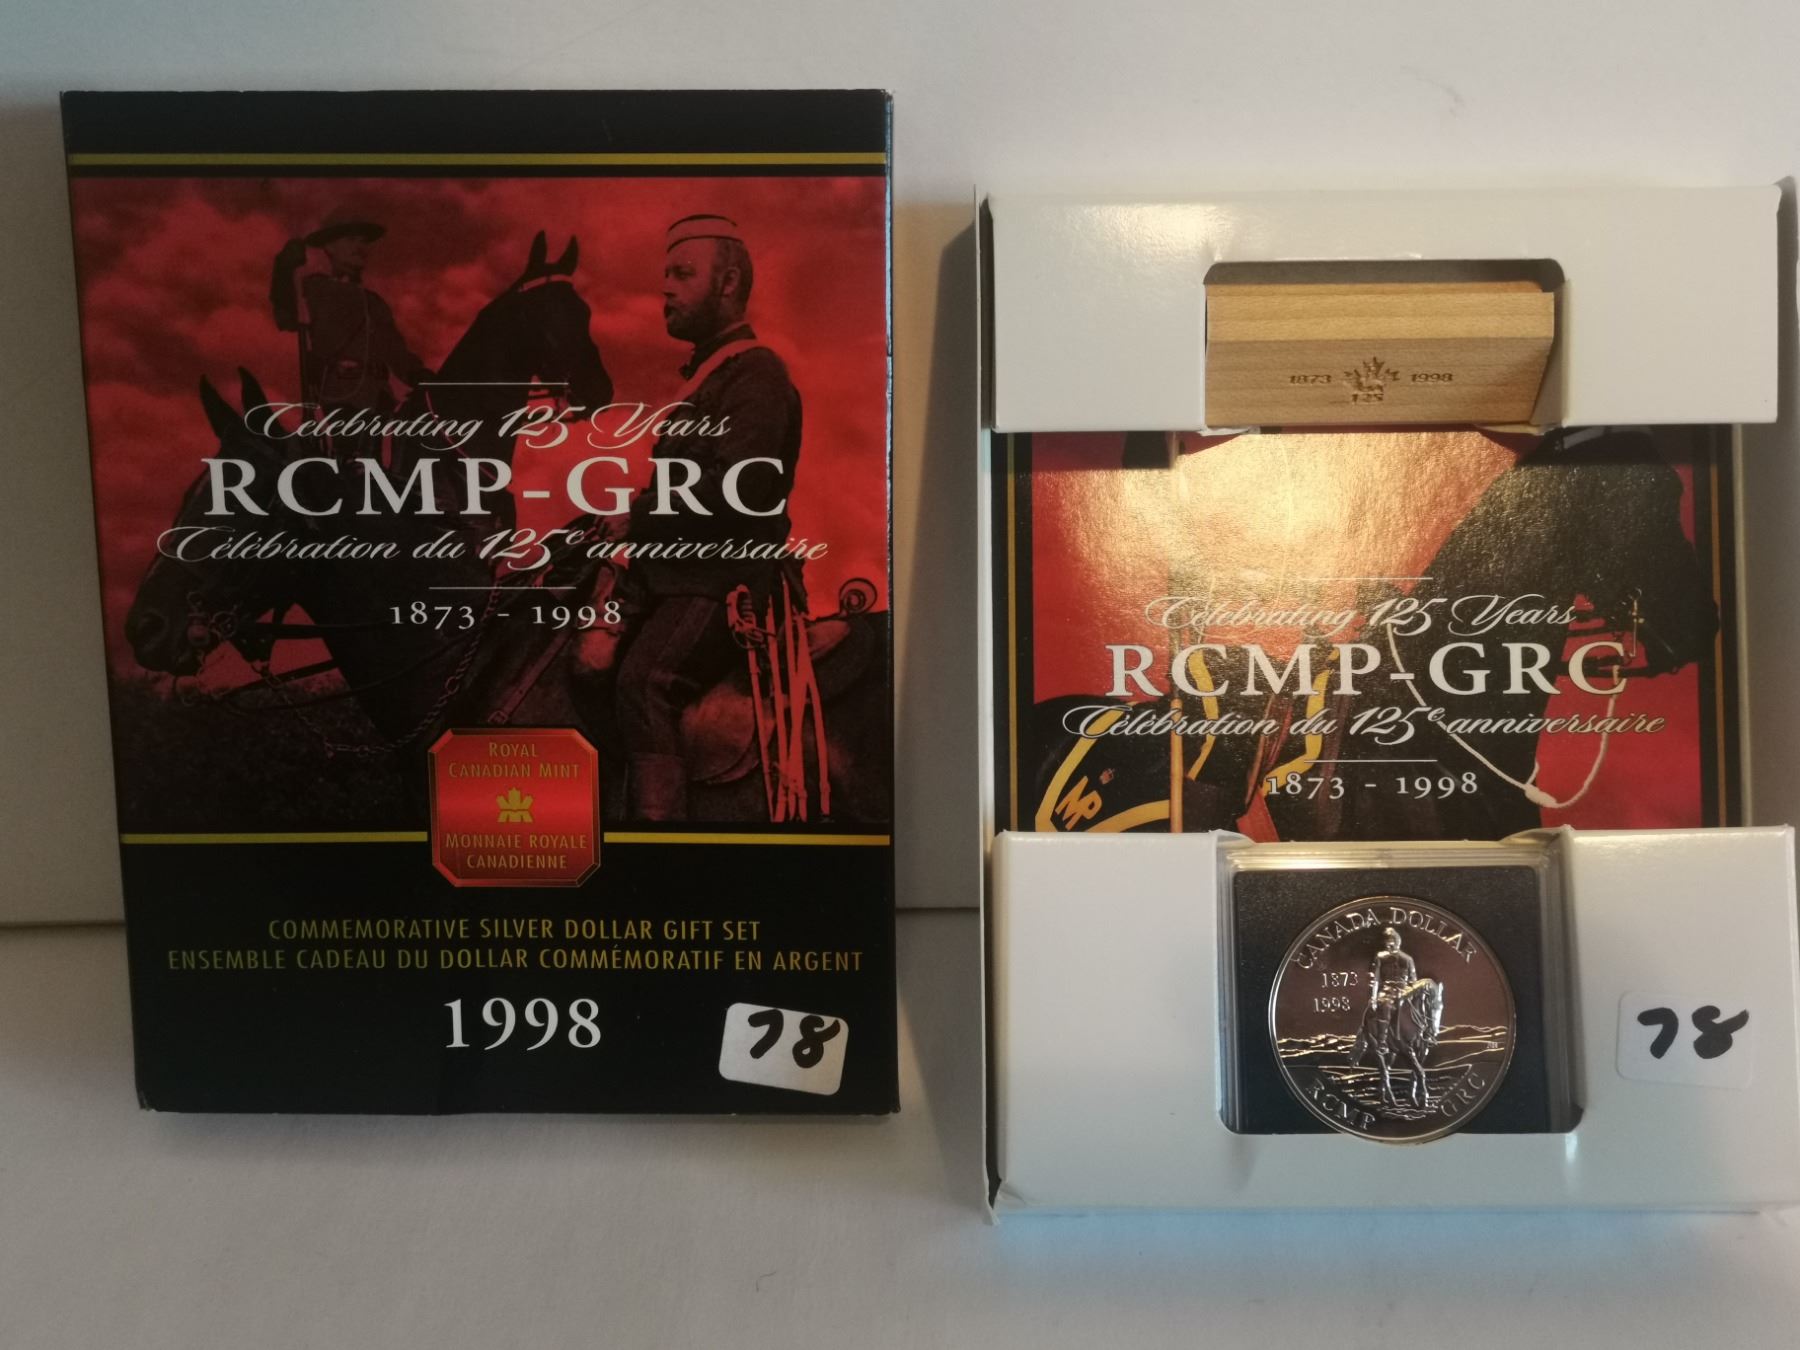 Celebrating 125 Years
RCMP-GRC
Célébration du 125e anniversaire
1873 - 1998
ROYAL
CANADIAN MINT
MONNAIE ROYALE
CANADIENNE
COMMEMORATIVE SILVER DOLLAR GIFT SET
ENSEMBLE CADEAU DU DOLLAR COMMÉMORATIF EN ARGENT
1998
78
1873 1998
125
Celebrating 125 Years
RCMP-GRC
Célébration du 125e anniversaire
1873 - 1998
MP
CANADA DOLLAR
1873
1998
RCMP GRC
78